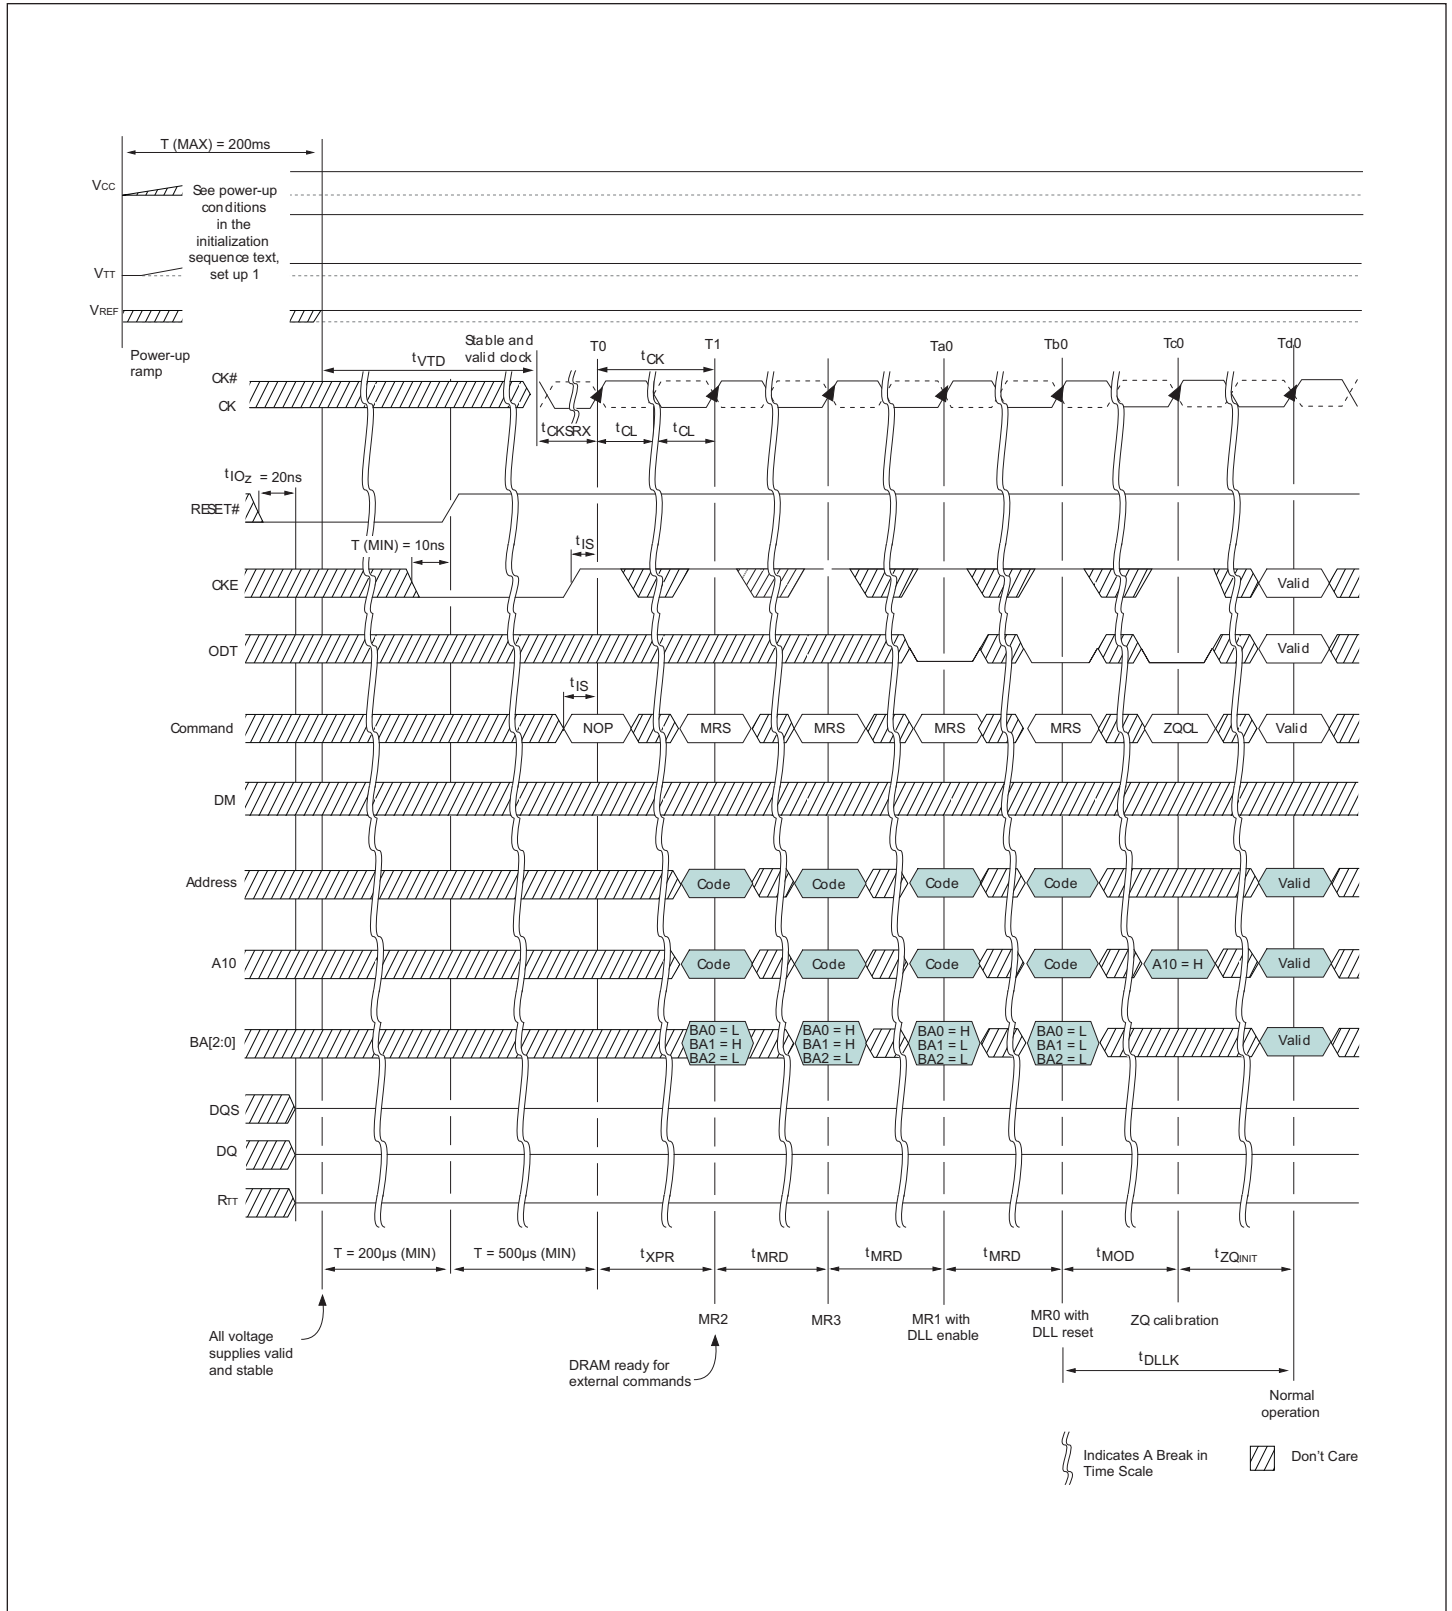 T (MAX) = 200ms
VCC
See power-up
conditions
in the
initialization
sequence text,
set up 1
VTT
VREF
Power-up
ramp
tVTD
Stable and
valid clock
T0
tCK
T1
Ta0
Tb0
Tc0
Td0
CK#
CK
tCKSRX
tCL
tCL
tIOz = 20ns
RESET#
T (MIN) = 10ns
tIS
CKE
Valid
ODT
Valid
tIS
Command
NOP
MRS
MRS
MRS
MRS
ZQCL
Valid
DM
Address
Code
Code
Code
Code
Valid
A10
Code
Code
Code
Code
A10 = H
Valid
BA[2:0]
BA0 = L
BA1 = H
BA2 = L
BA0 = H
BA1 = H
BA2 = L
BA0 = H
BA1 = L
BA2 = L
BA0 = L
BA1 = L
BA2 = L
Valid
DQS
DQ
RTT
T = 200µs (MIN)
T = 500µs (MIN)
tXPR
tMRD
tMRD
tMRD
tMOD
tZQINIT
All voltage
supplies valid
and stable
MR2
MR3
MR1 with
DLL enable
MR0 with
DLL reset
ZQ calibration
DRAM ready for
external commands
tDLLK
Normal
operation
Indicates A Break in
Time Scale
Don't Care